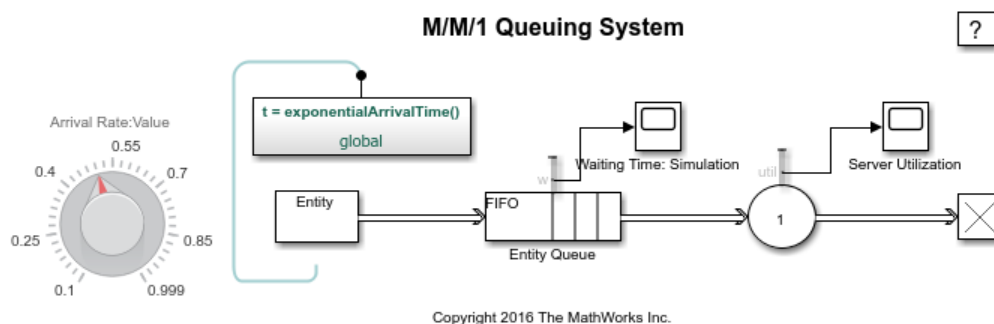 M/M/1 Queuing System
?
t = exponentialArrivalTime()
global
Arrival Rate:Value
0.55
0.4
0.7
0.25
0.85
0.1
0.999
Waiting Time: Simulation
Server Utilization
w
util
Entity
FIFO
1
Entity Queue
Copyright 2016 The MathWorks Inc.